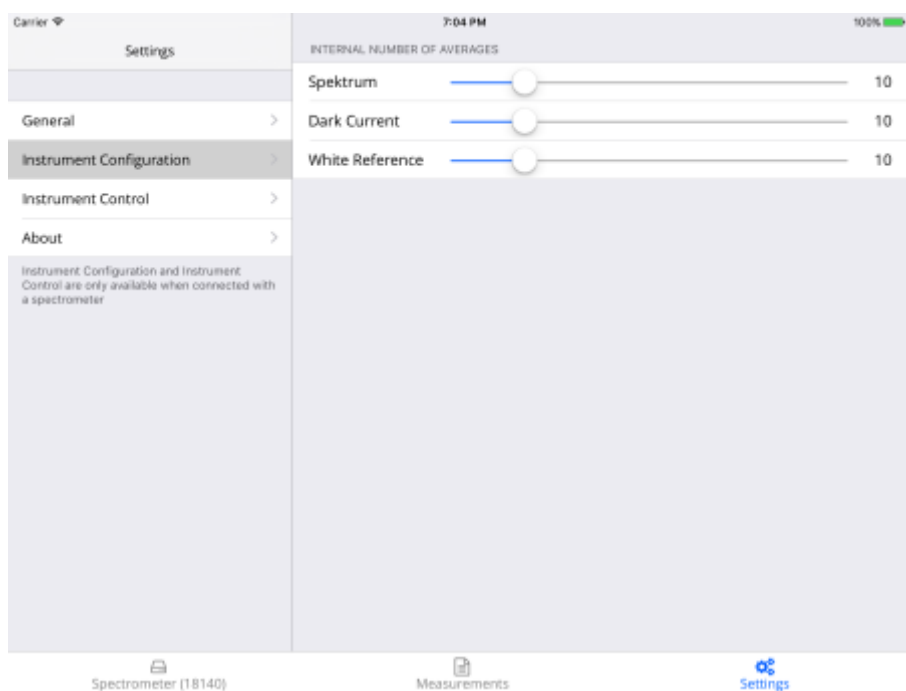 Carrier
7:04 PM
100%
Settings
General
Instrument Configuration
Instrument Control
About
Instrument Configuration and Instrument
Control are only available when connected with
a spectrometer
INTERNAL NUMBER OF AVERAGES
Spektrum 10
Dark Current 10
White Reference 10
Spectrometer (18140)
Measurements
Settings